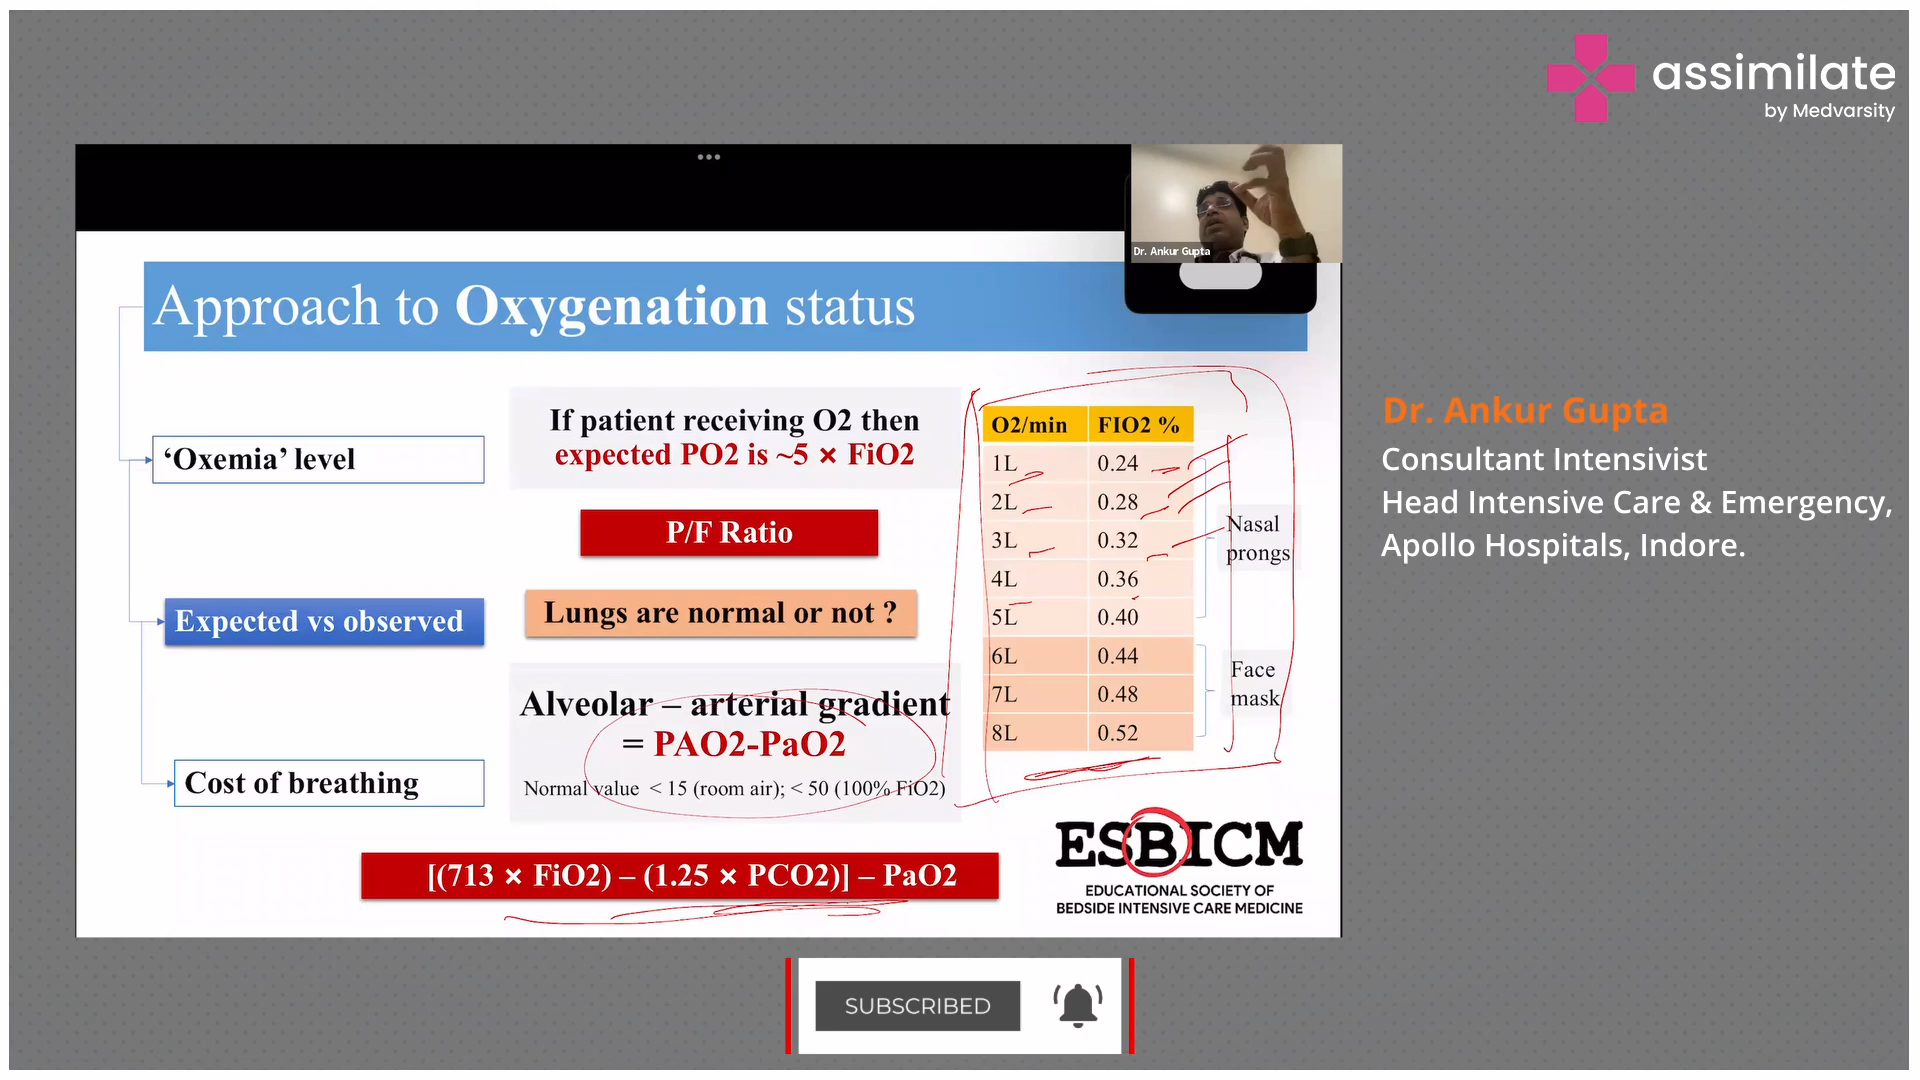 assimilate
by Medvarsity
Dr. Ankur Gupta
Approach to Oxygenation status
‘Oxemia’ level
Expected vs observed
Cost of breathing
If patient receiving O2 then
expected PO2 is ~5 × FiO2
P/F Ratio
Lungs are normal or not ?
Alveolar – arterial gradient
= PAO2-PaO2
Normal value < 15 (room air); < 50 (100% FiO2)
[(713 × FiO2) – (1.25 × PCO2)] – PaO2
O2/min FIO2 %
1L 0.24
2L 0.28
3L 0.32
4L 0.36
5L 0.40
6L 0.44
7L 0.48
8L 0.52
Nasal
prongs
Face
mask
ESBICM
EDUCATIONAL SOCIETY OF
BEDSIDE INTENSIVE CARE MEDICINE
Dr. Ankur Gupta
Consultant Intensivist
Head Intensive Care & Emergency,
Apollo Hospitals, Indore.
SUBSCRIBED